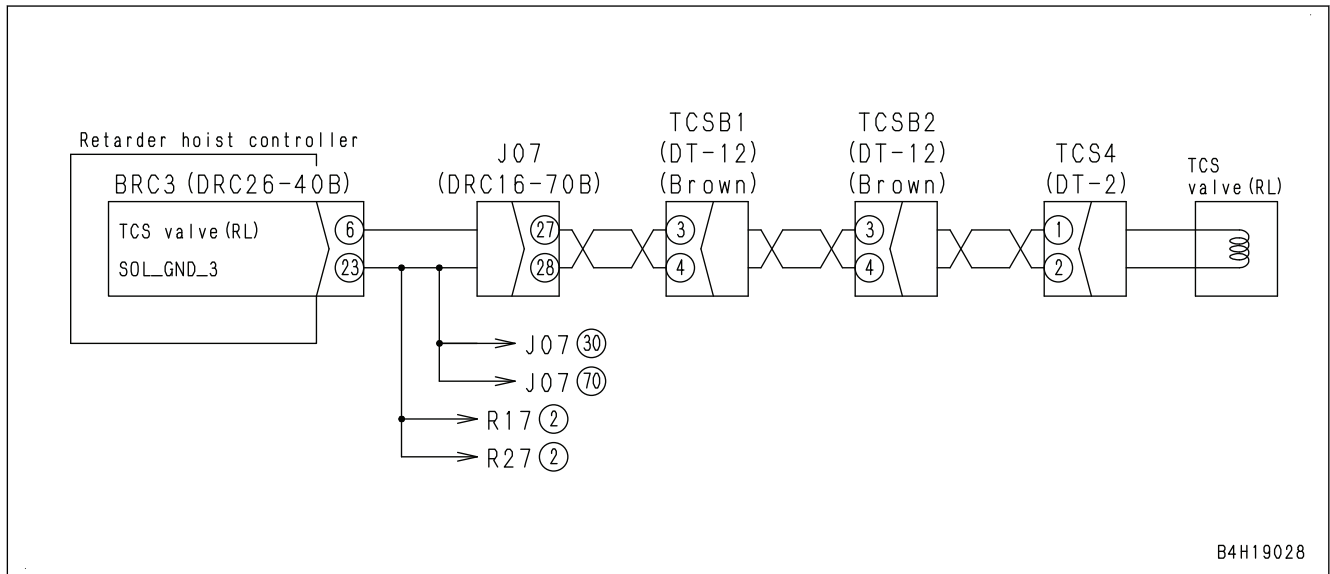 Retarder hoist controller
BRC3 (DRC26-40B)
TCS valve (RL)
SOL_GND_3
6
23
J07
(DRC16-70B)
27
28
TCSB1
(DT-12)
(Brown)
3
4
TCSB2
(DT-12)
(Brown)
3
4
TCS4
(DT-2)
1
2
TCS
valve (RL)
J07 30
J07 70
R17 2
R27 2
B4H19028